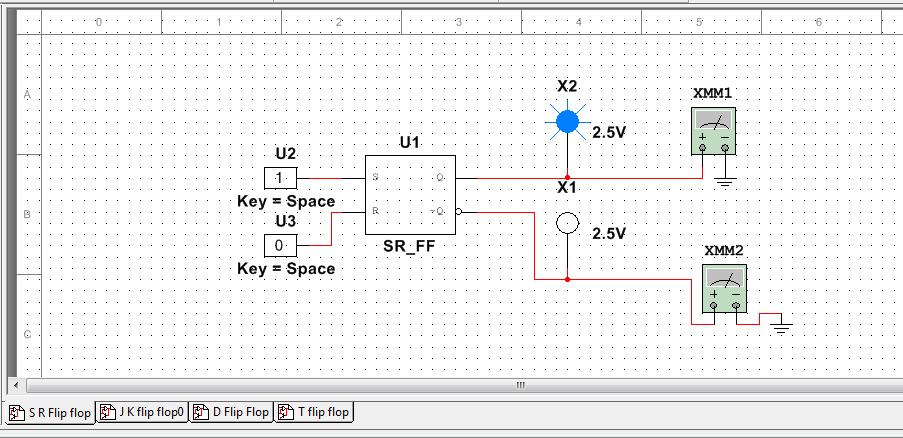 0 1 2 3 4 5 6
A
X2
XMM1
2.5V
+ −
U1
U2
1
S Q
Key = Space
X1
B
U3
R ~Q
0
2.5V
SR_FF
XMM2
Key = Space
+ −
C
S R Flip flop J K flip flop0 D Flip Flop T flip flop